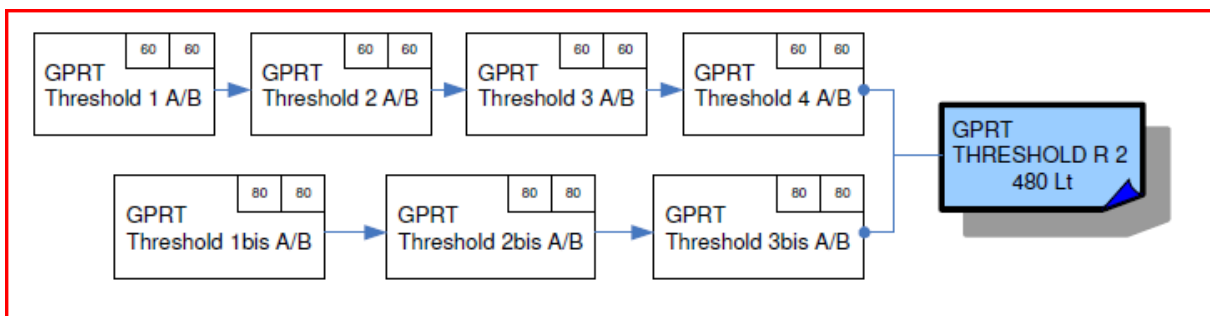 60 60
GPRT
Threshold 1 A/B
60 60
GPRT
Threshold 2 A/B
60 60
GPRT
Threshold 3 A/B
60 60
GPRT
Threshold 4 A/B
GPRT
THRESHOLD R 2
480 Lt
80 80
GPRT
Threshold 1bis A/B
80 80
GPRT
Threshold 2bis A/B
80 80
GPRT
Threshold 3bis A/B